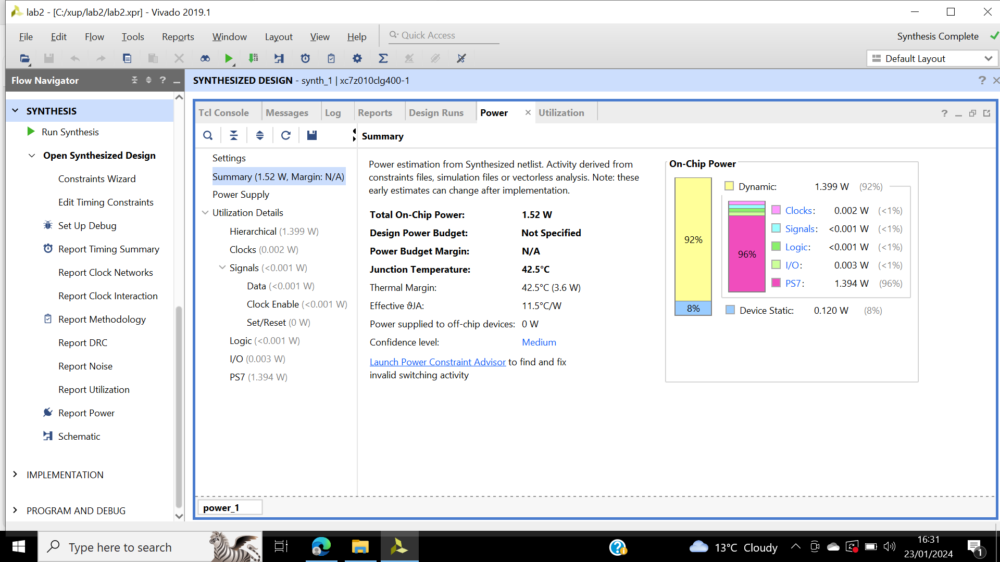 lab2 - [C:/xup/lab2/lab2.xpr] - Vivado 2019.1
File Edit Flow Tools Reports Window Layout View Help Quick Access Synthesis Complete
Default Layout
Flow Navigator
SYNTHESIZED DESIGN - synth_1 | xc7z010clg400-1
SYNTHESIS
Run Synthesis
Open Synthesized Design
Constraints Wizard
Edit Timing Constraints
Set Up Debug
Report Timing Summary
Report Clock Networks
Report Clock Interaction
Report Methodology
Report DRC
Report Noise
Report Utilization
Report Power
Schematic
IMPLEMENTATION
PROGRAM AND DEBUG
Tcl Console Messages Log Reports Design Runs Power Utilization
Summary
Settings
Summary (1.52 W, Margin: N/A)
Power Supply
Utilization Details
Hierarchical (1.399 W)
Clocks (0.002 W)
Signals (<0.001 W)
Data (<0.001 W)
Clock Enable (<0.001 W)
Set/Reset (0 W)
Logic (<0.001 W)
I/O (0.003 W)
PS7 (1.394 W)
Power estimation from Synthesized netlist. Activity derived from
constraints files, simulation files or vectorless analysis. Note: these
early estimates can change after implementation.
Total On-Chip Power: 1.52 W
Design Power Budget: Not Specified
Power Budget Margin: N/A
Junction Temperature: 42.5°C
Thermal Margin: 42.5°C (3.6 W)
Effective ϑJA: 11.5°C/W
Power supplied to off-chip devices: 0 W
Confidence level: Medium
Launch Power Constraint Advisor to find and fix
invalid switching activity
On-Chip Power
Dynamic: 1.399 W (92%)
Clocks: 0.002 W (<1%)
Signals: <0.001 W (<1%)
Logic: <0.001 W (<1%)
I/O: 0.003 W (<1%)
PS7: 1.394 W (96%)
Device Static: 0.120 W (8%)
92%
96%
8%
power_1
Type here to search
13°C Cloudy
16:31
23/01/2024
1